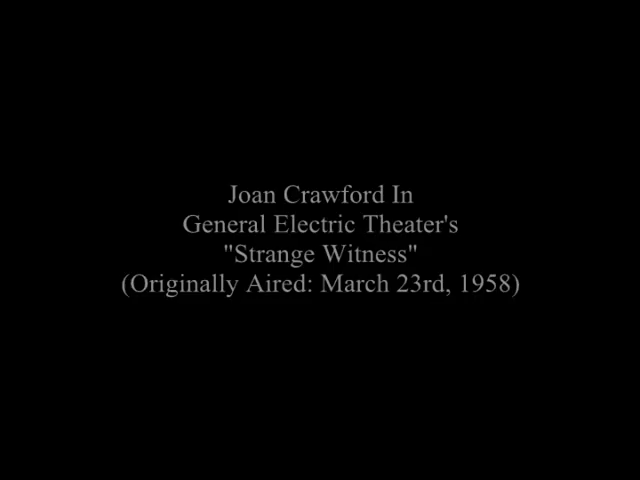 Joan Crawford In
General Electric Theater's
"Strange Witness"
(Originally Aired: March 23rd, 1958)